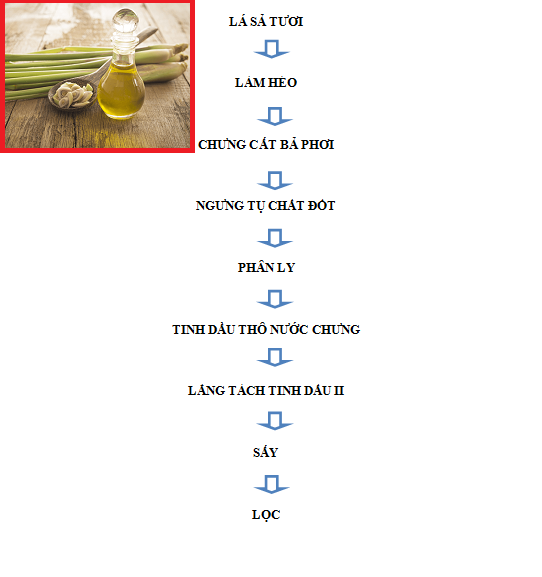 LÁ SẢ TƯƠI
LÀM HÉO
CHƯNG CẤT BẢ PHƠI
NGƯNG TỤ CHẤT ĐỐT
PHÂN LY
TINH DẦU THÔ NƯỚC CHƯNG
LẮNG TÁCH TINH DẦU II
SẤY
LỌC